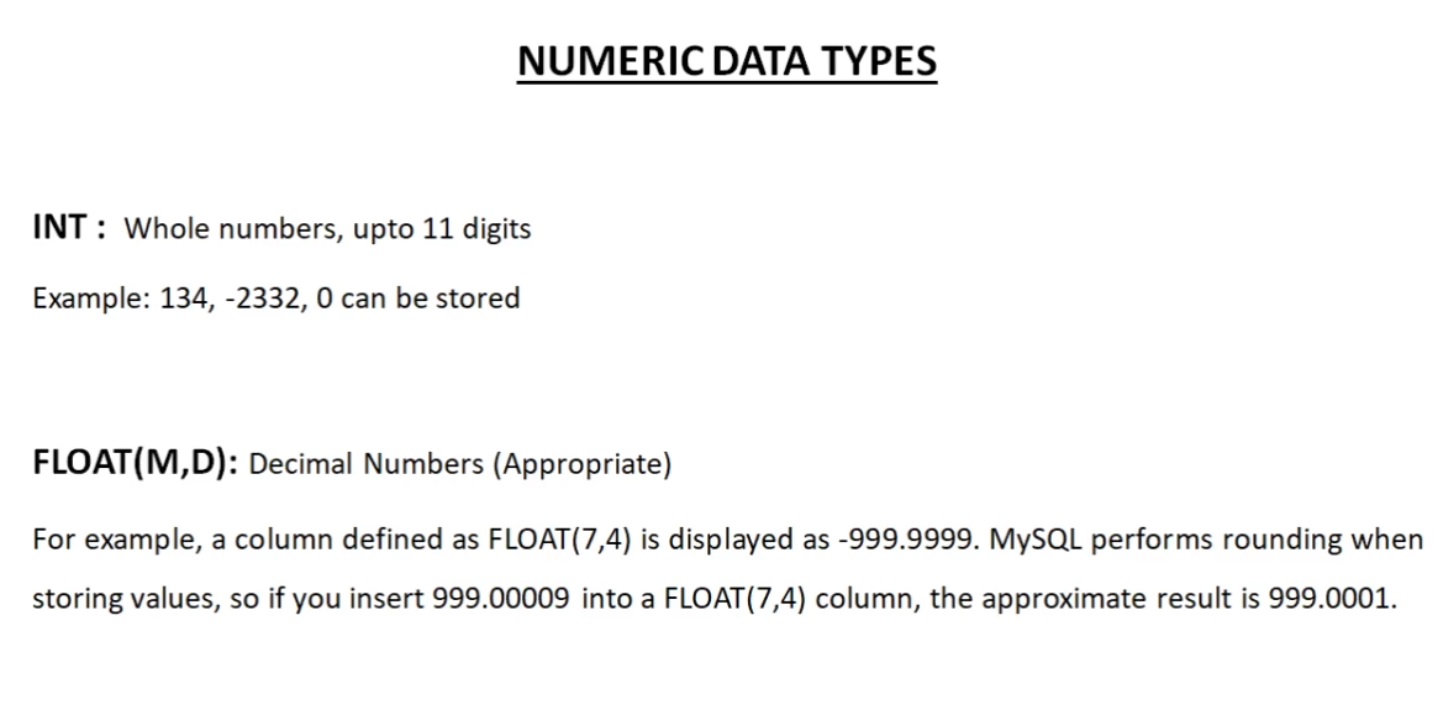 NUMERIC DATA TYPES
INT : Whole numbers, upto 11 digits
Example: 134, -2332, 0 can be stored
FLOAT(M,D): Decimal Numbers (Appropriate)
For example, a column defined as FLOAT(7,4) is displayed as -999.9999. MySQL performs rounding when
storing values, so if you insert 999.00009 into a FLOAT(7,4) column, the approximate result is 999.0001.